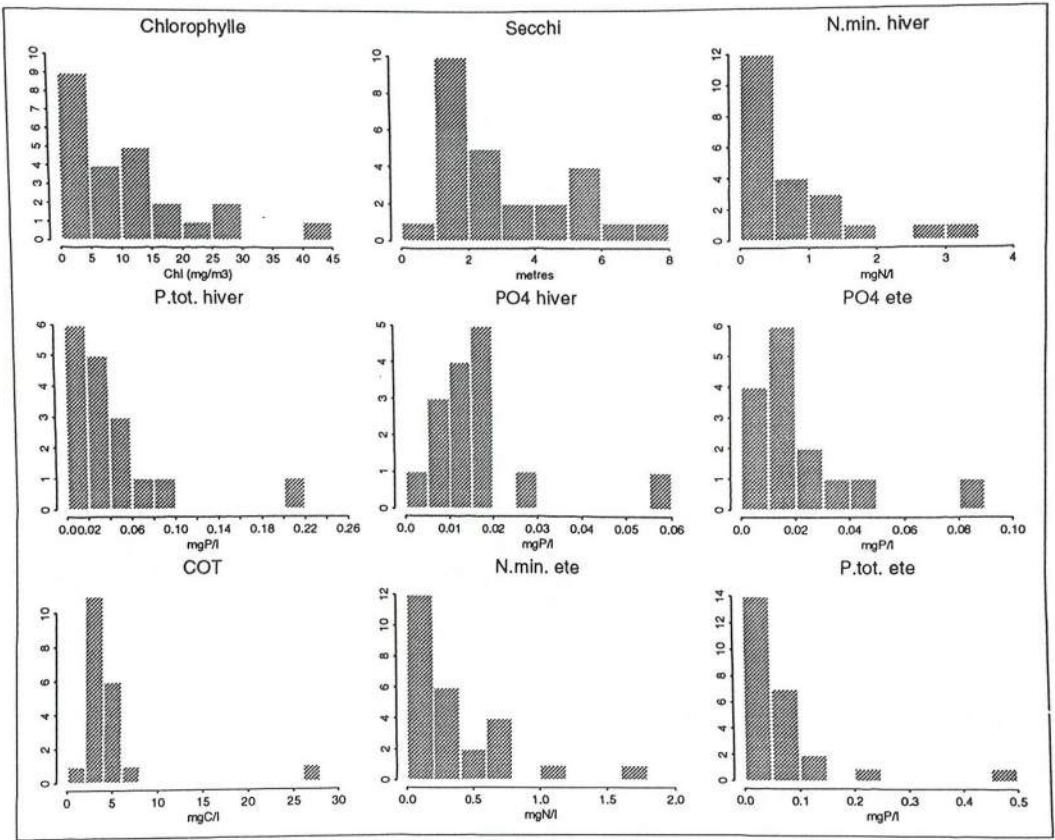 Chlorophylle
0 1 2 3 4 5 6 7 8 9 10
0 5 10 15 20 25 30 35 40 45
Chl (mg/m3)
Secchi
0 2 4 6 8 10
2 4 6 8
metres
N.min. hiver
0 2 4 6 8 10 12
0 1 2 3 4
mgN/l
P.tot. hiver
0 1 2 3 4 5 6
0.00 0.02 0.06 0.10 0.14 0.18 0.22 0.26
mgP/l
PO4 hiver
0 1 2 3 4 5
0.0 0.01 0.02 0.03 0.04 0.05 0.06
mgP/l
PO4 ete
0 1 2 3 4 5 6
0.0 0.02 0.04 0.06 0.08 0.10
mgP/l
COT
0 2 4 6 8 10
0 5 10 15 20 25 30
mgC/l
N.min. ete
0 2 4 6 8 10 12
0.0 0.5 1.0 1.5 2.0
mgN/l
P.tot. ete
0 2 4 6 8 10 12 14
0.0 0.1 0.2 0.3 0.4 0.5
mgP/l